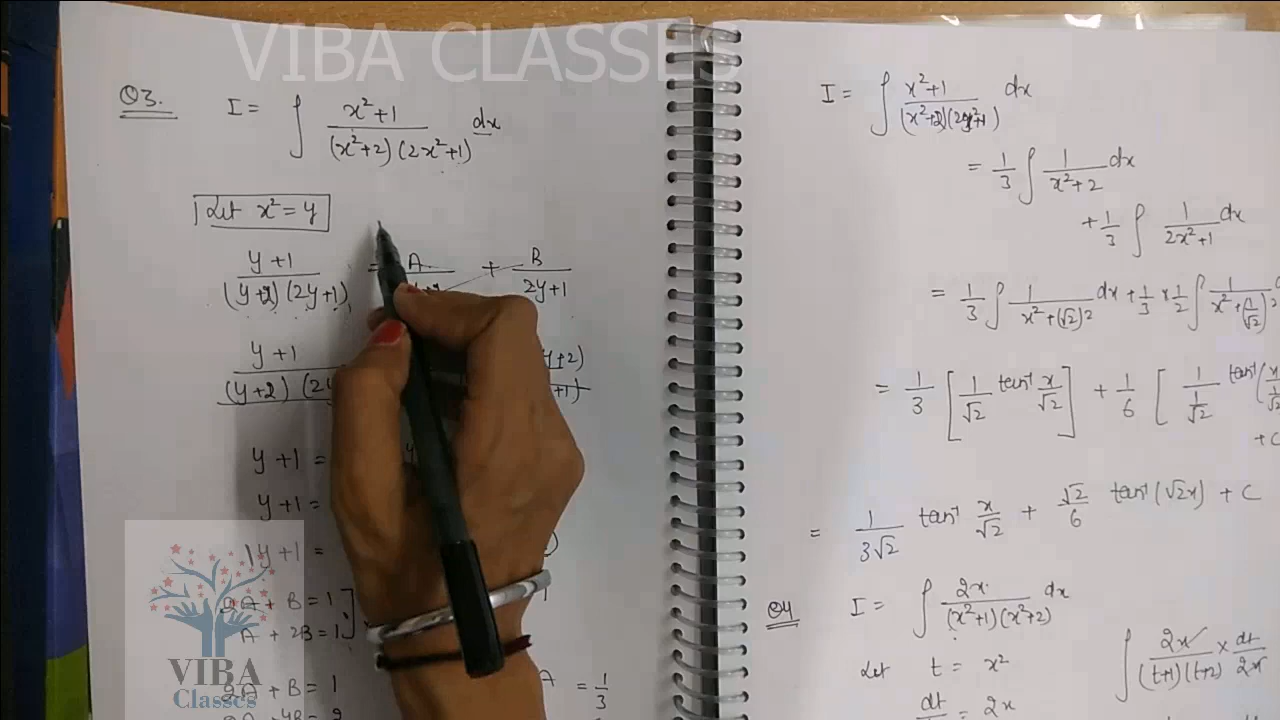 VIBA CLASSES
Q3. I = ∫ x²+1 / (x²+2)(2x²+1) dx
Let x² = y
y+1 / (y+2)(2y+1) = A / + B / 2y+1
y+1 / (y+2)(2y y+2) +1)
y+1 =
y+1 =
1y+1 =
2A + B = 1
A + 2B = 1
2A + B = 1
= 1/3
VIBA
Classes
I = ∫ x²+1 / (x²+2)(2x²+1) dx
= 1/3 ∫ 1 / x²+2 dx
+ 1/3 ∫ 1 / 2x²+1 dx
= 1/3 ∫ 1 / x²+(√2)² dx + 1/3 × 1/2 ∫ 1 / x²+(1/√2)²
= 1/3 [ 1/√2 tan⁻¹ x/√2 ] + 1/6 [ 1 / 1/√2 tan⁻¹ (x / 1/√2
+ C
= 1/3√2 tan⁻¹ x/√2 + √2/6 tan⁻¹(√2x) + C
Q4 I = ∫ 2x / (x²+1)(x²+2) dx
Let t = x²
dt/ = 2x
∫ 2x / (t+1)(t+2) × dt/2x